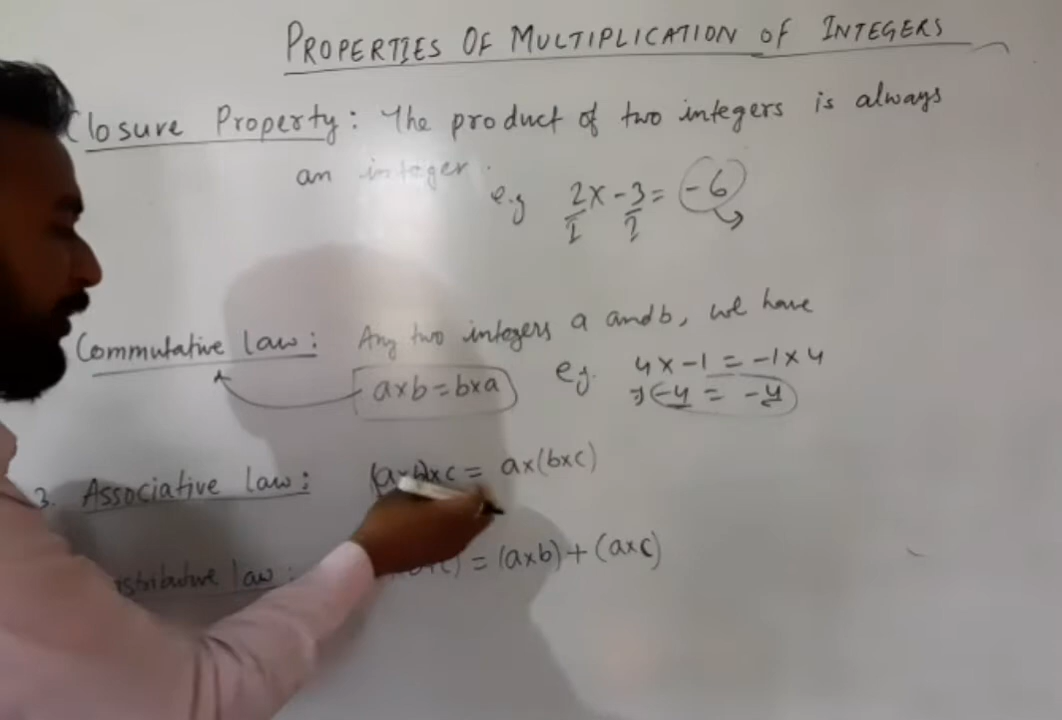 PROPERTIES OF MULTIPLICATION OF INTEGERS
Closure Property: The product of two integers is always
an integer.
e.g 2 x - 3 = -6
Commutative law: Any two integers a and b, we have
a x b = b x a e.g. 4 x -1 = -1 x 4
-4 = -4
3. Associative law: (a x b) x c = a x (b x c)
law: = (a x b) + (a x c)